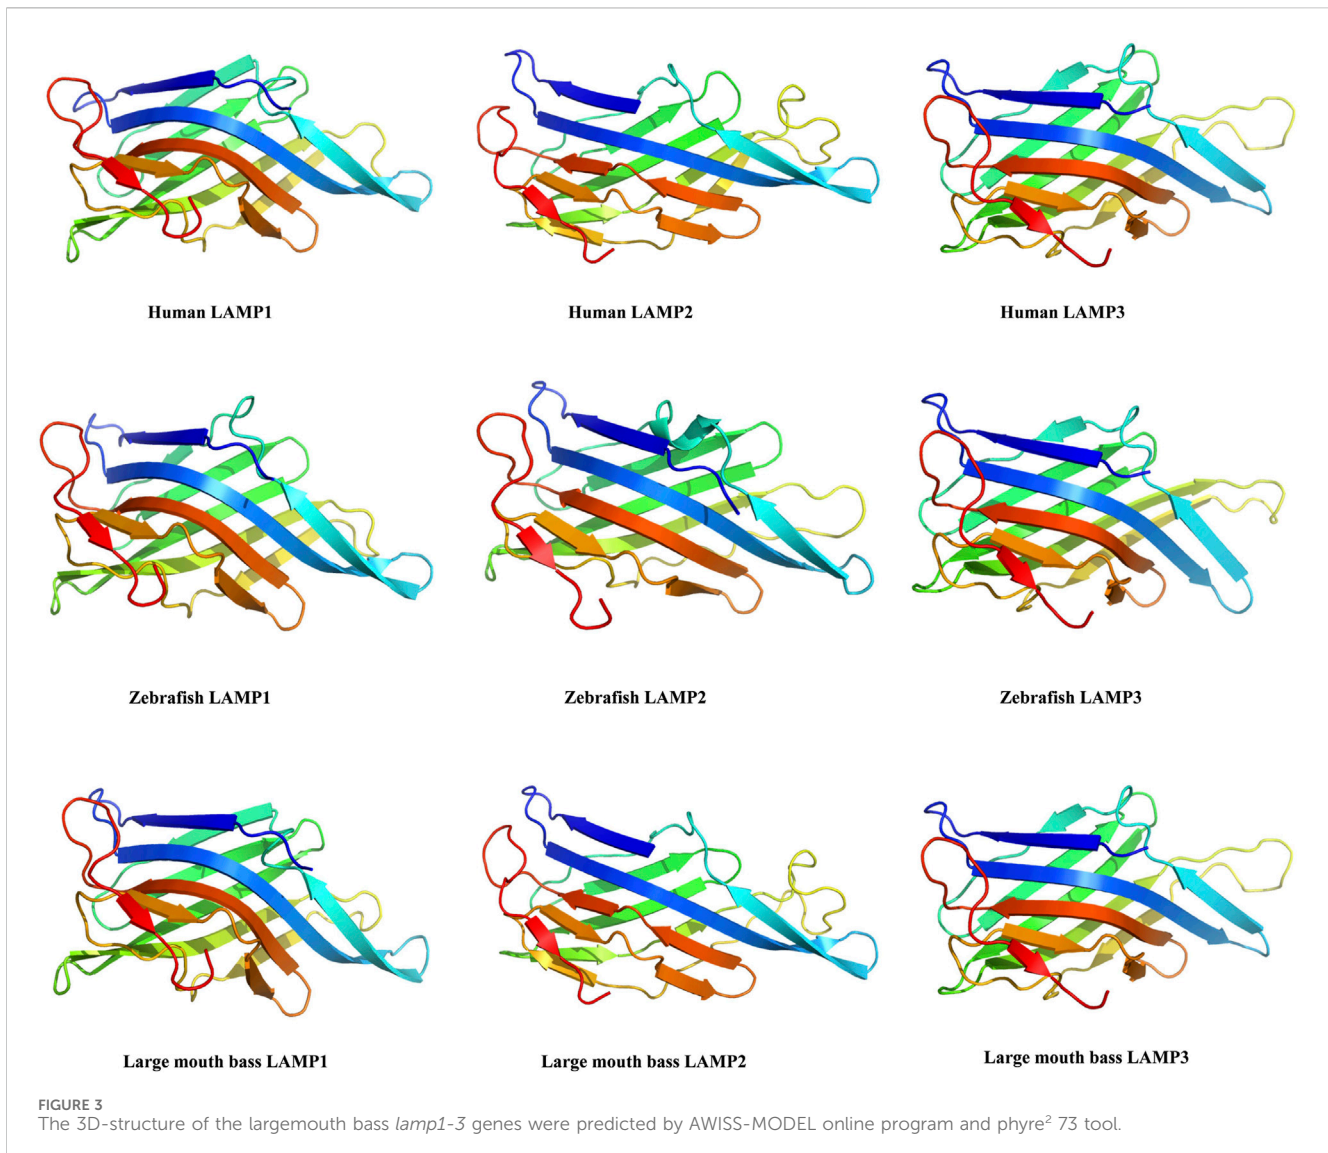 Human LAMP1
Human LAMP2
Human LAMP3
Zebrafish LAMP1
Zebrafish LAMP2
Zebrafish LAMP3
Large mouth bass LAMP1
Large mouth bass LAMP2
Large mouth bass LAMP3
FIGURE 3
The 3D-structure of the largemouth bass lamp1-3 genes were predicted by AWISS-MODEL online program and phyre² 73 tool.